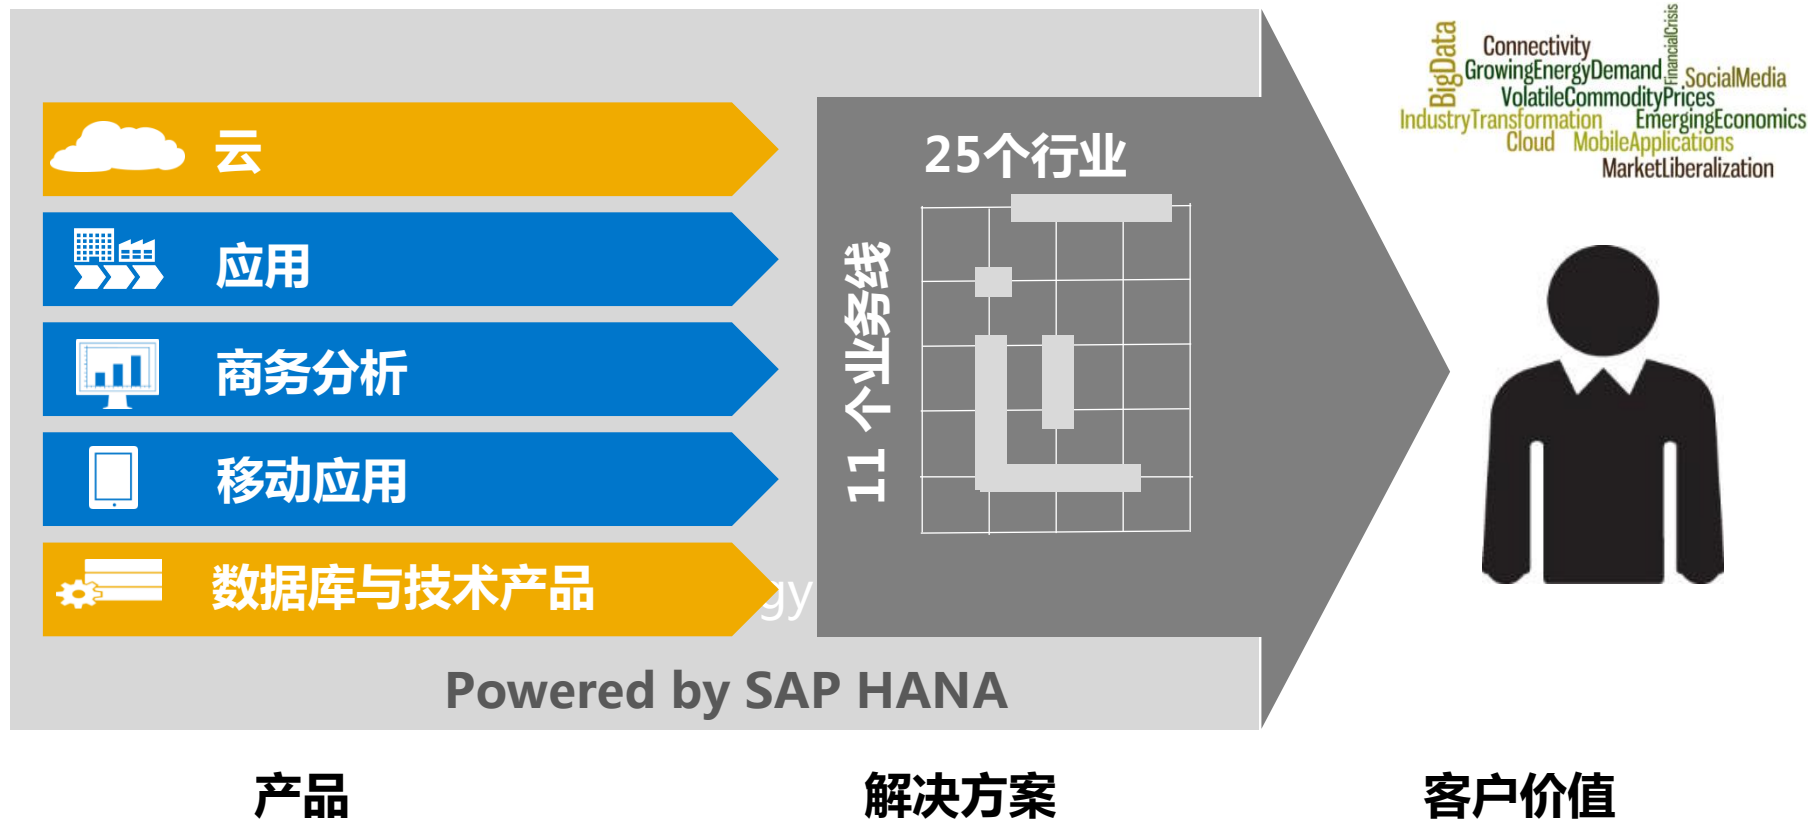 云
应用
商务分析
移动应用
数据库与技术产品
gy
25个行业
11 个业务线
Powered by SAP HANA
BigData
Connectivity
FinancialCrisis
GrowingEnergyDemand
SocialMedia
VolatileCommodityPrices
IndustryTransformation
EmergingEconomics
Cloud
MobileApplications
MarketLiberalization
产品
解决方案
客户价值